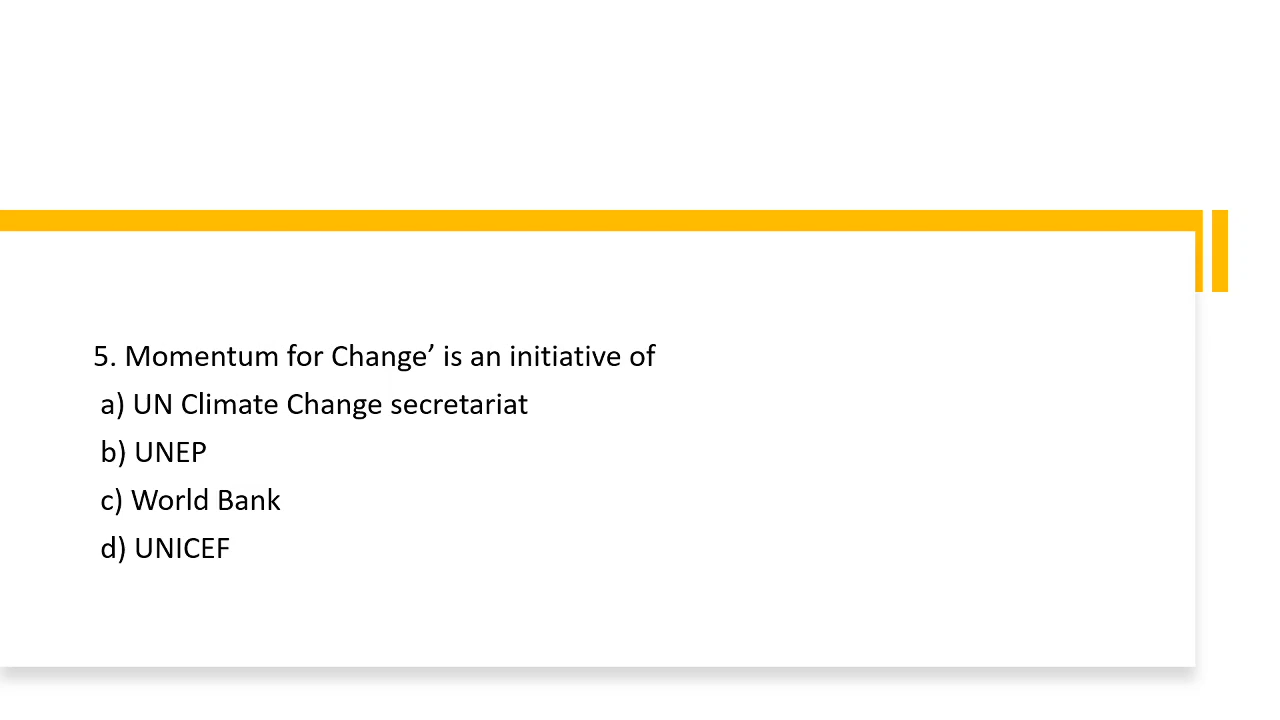 5. Momentum for Change’ is an initiative of
a) UN Climate Change secretariat
b) UNEP
c) World Bank
d) UNICEF